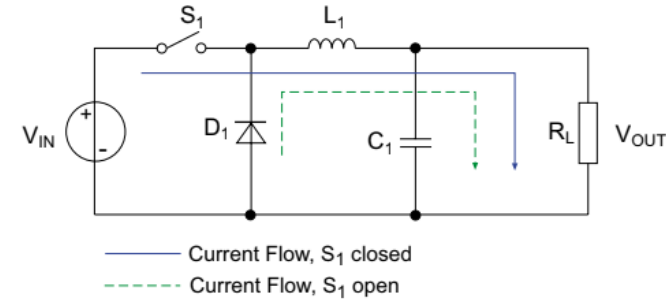 S1
L1
VIN
+
-
D1
C1
RL
VOUT
Current Flow, S1 closed
Current Flow, S1 open